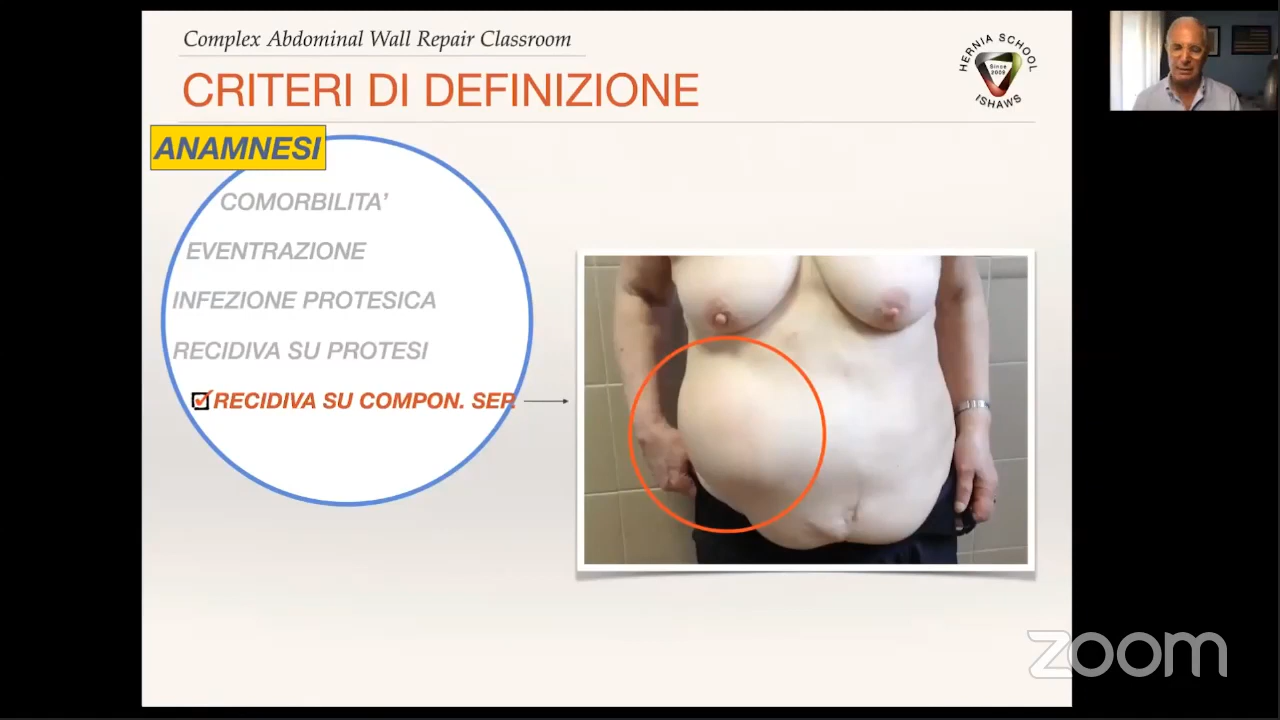 Complex Abdominal Wall Repair Classroom
CRITERI DI DEFINIZIONE
HERNIA SCHOOL
Since
2009
ISHAWS
ANAMNESI
COMORBILITA'
EVENTRAZIONE
INFEZIONE PROTESICA
RECIDIVA SU PROTESI
RECIDIVA SU COMPON. SEP.
zoom